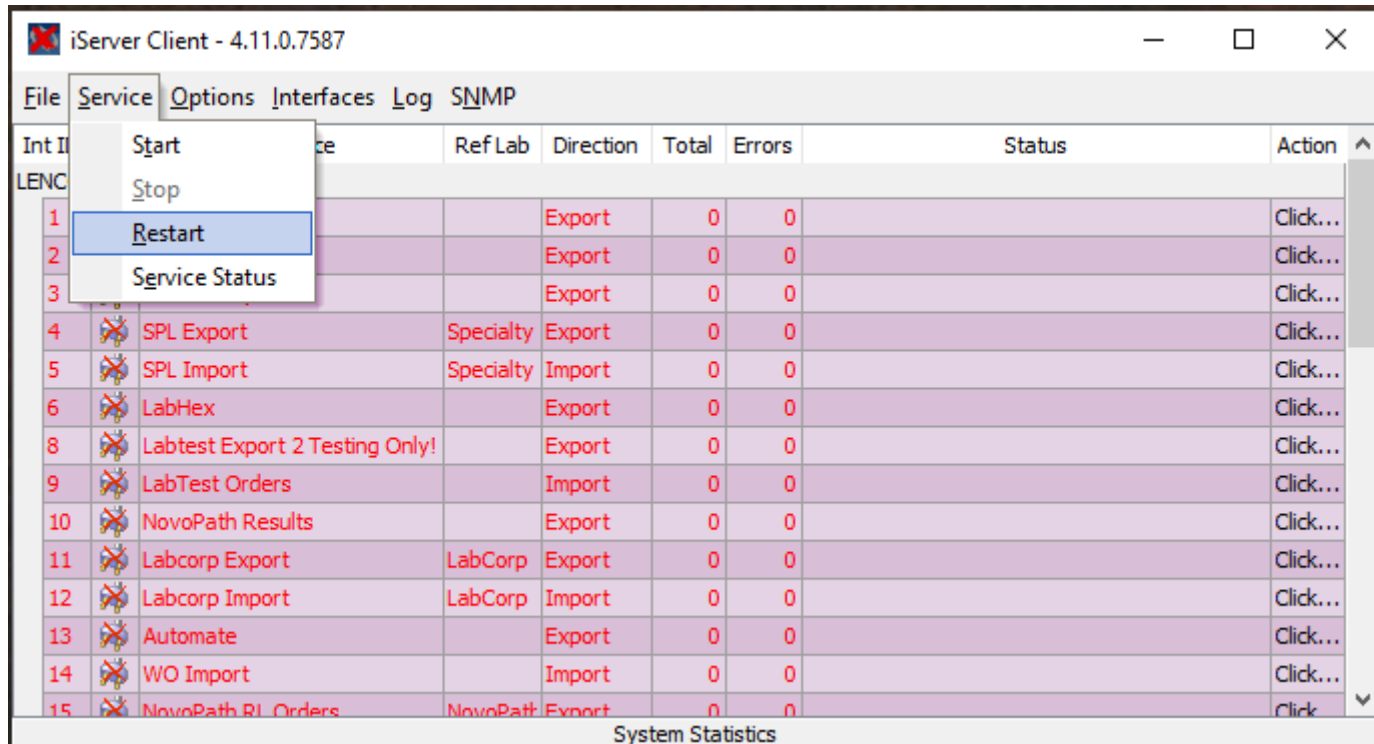 iServer Client - 4.11.0.7587
File Service Options Interfaces Log SNMP
Start
Stop
Restart
Service Status
Int Ref Lab Direction Total Errors Status Action
1 Export 0 0 Click...
2 Export 0 0 Click...
3 Export 0 0 Click...
4 SPL Export Specialty Export 0 0 Click...
5 SPL Import Specialty Import 0 0 Click...
6 LabHex Export 0 0 Click...
8 Labtest Export 2 Testing Only! Export 0 0 Click...
9 LabTest Orders Import 0 0 Click...
10 NovoPath Results Export 0 0 Click...
11 Labcorp Export LabCorp Export 0 0 Click...
12 Labcorp Import LabCorp Import 0 0 Click...
13 Automate Export 0 0 Click...
14 WO Import Import 0 0 Click...
15 NovoPath RL Orders NovoPath Export 0 0 Click
System Statistics